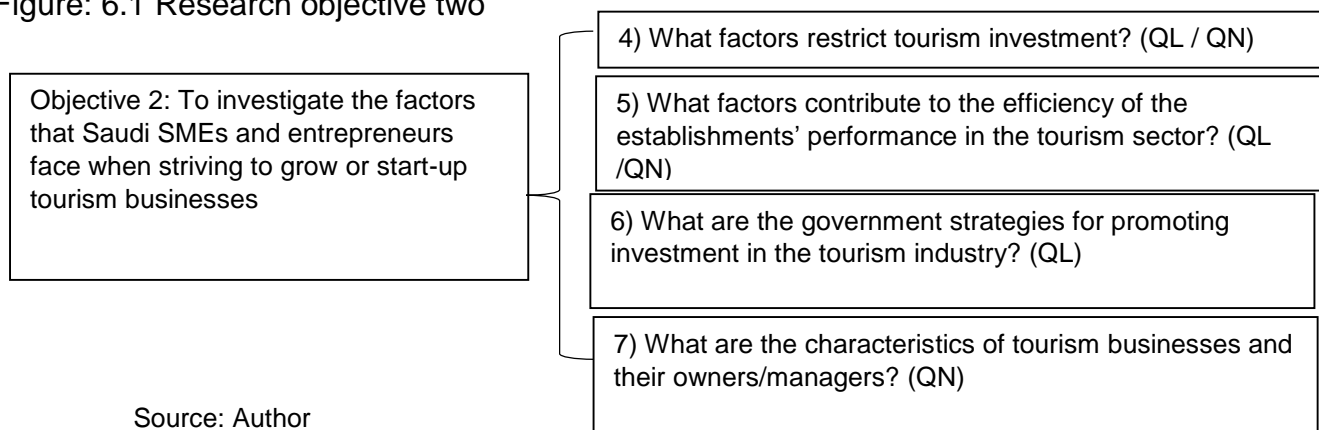 Figure: 6.1 Research objective two
4) What factors restrict tourism investment? (QL / QN)
Objective 2: To investigate the factors
that Saudi SMEs and entrepreneurs
face when striving to grow or start-up
tourism businesses
5) What factors contribute to the efficiency of the
establishments’ performance in the tourism sector? (QL
/QN)
6) What are the government strategies for promoting
investment in the tourism industry? (QL)
7) What are the characteristics of tourism businesses and
their owners/managers? (QN)
Source: Author